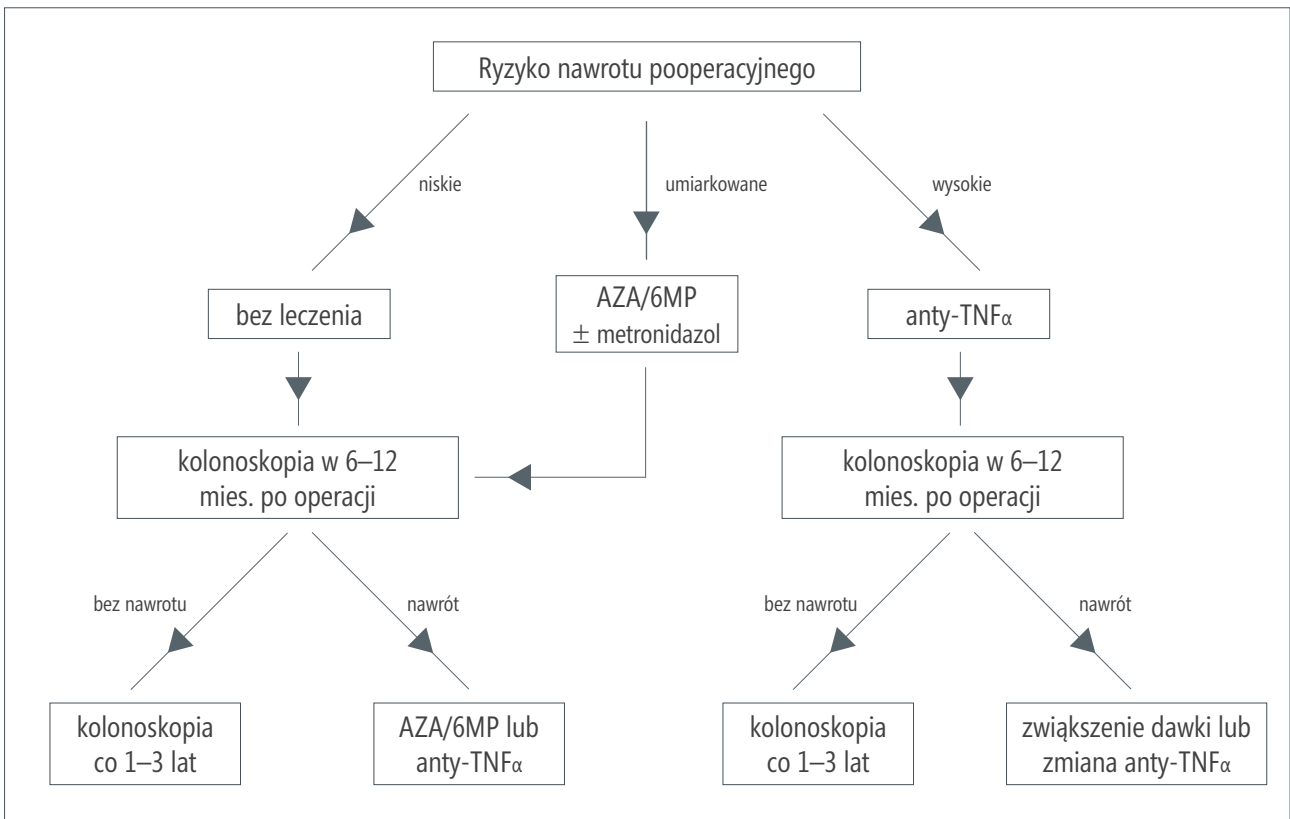 Ryzyko nawrotu pooperacyjnego
niskie
umiarkowane
wysokie
bez leczenia
AZA/6MP
± metronidazol
anty-TNFα
kolonoskopia w 6–12
mies. po operacji
kolonoskopia w 6–12
mies. po operacji
bez nawrotu
nawrót
bez nawrotu
nawrót
kolonoskopia
co 1–3 lat
AZA/6MP lub
anty-TNFα
kolonoskopia
co 1–3 lat
zwiąkszenie dawki lub
zmiana anty-TNFα